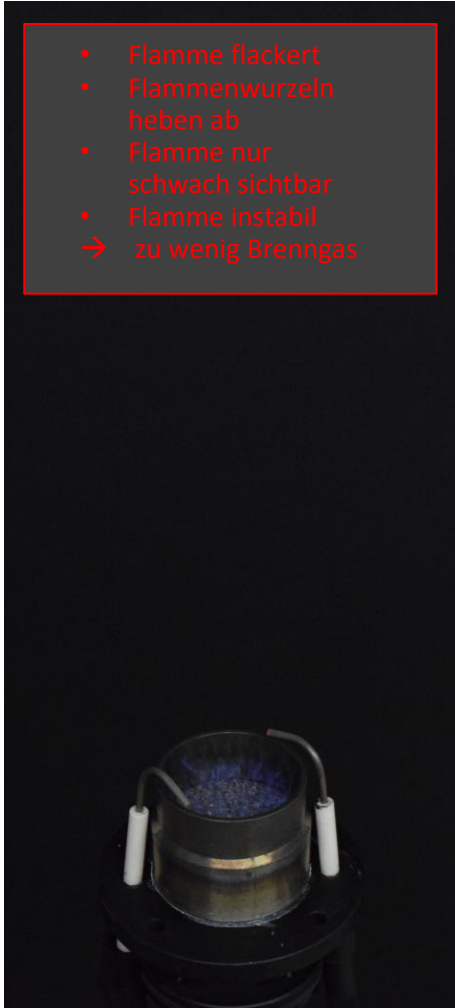 • Flamme flackert
• Flammenwurzeln
heben ab
• Flamme nur
schwach sichtbar
• Flamme instabil
→ zu wenig Brenngas